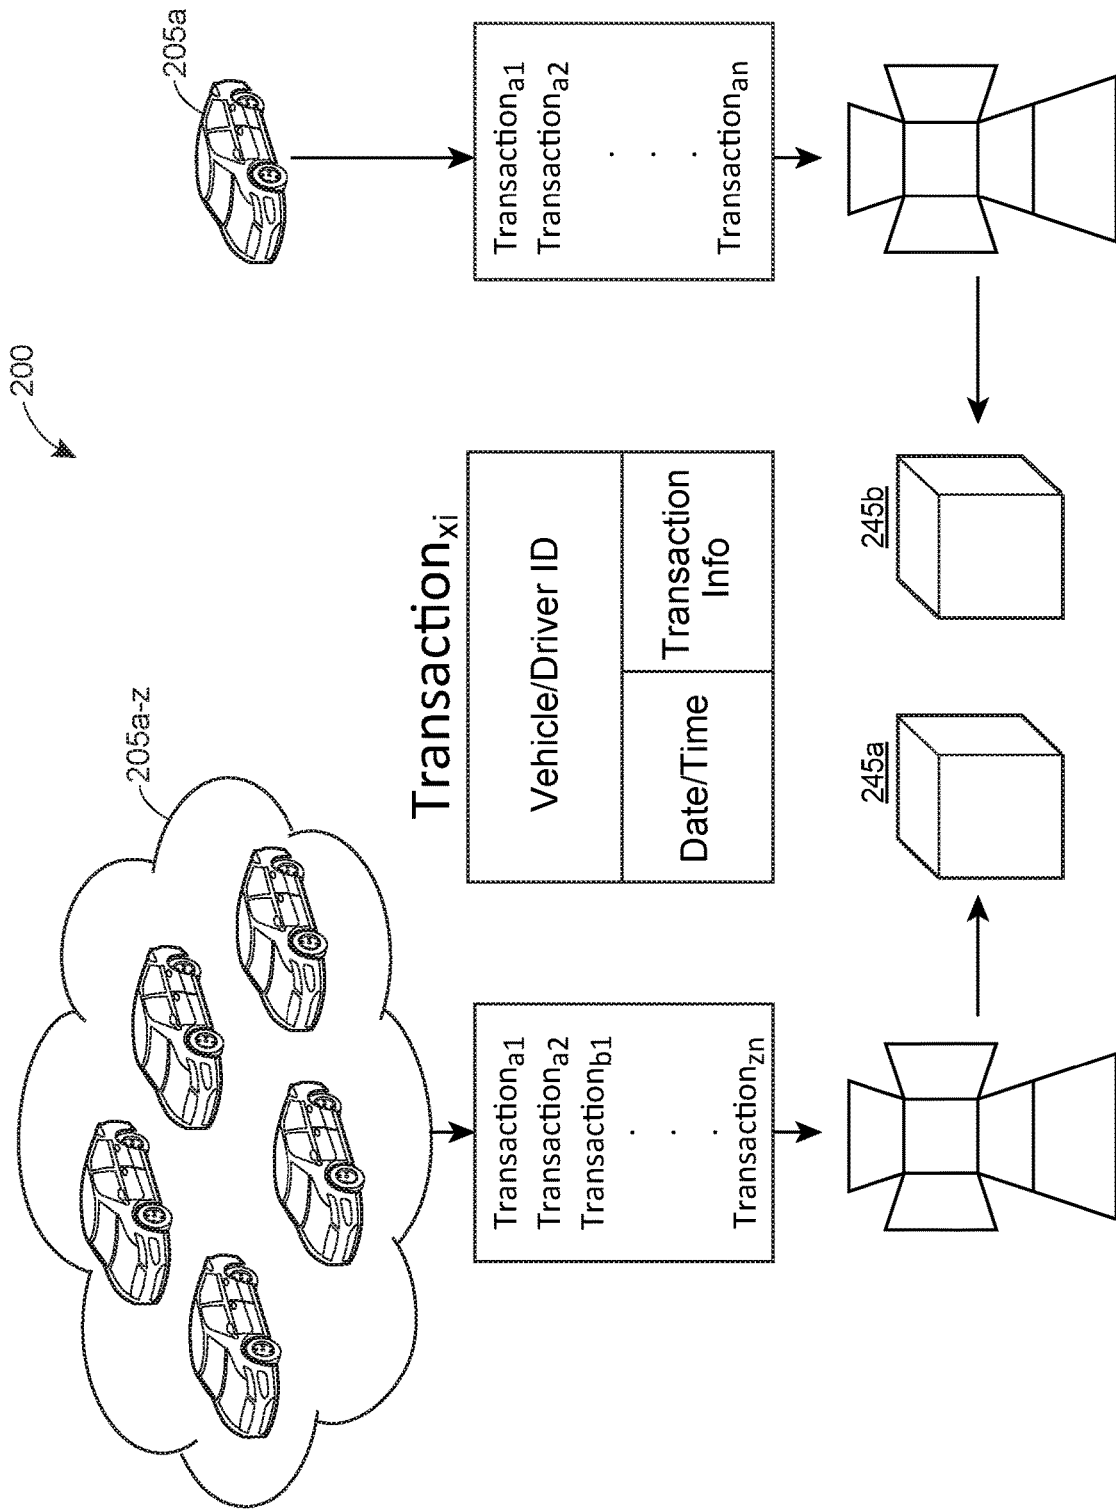 200
205a-z
205a
Transaction_xi
Vehicle/Driver ID
Date/Time
Transaction
Info
Transaction_a1
Transaction_a2
Transaction_b1
. . .
Transaction_zn
Transaction_a1
Transaction_a2
. . .
Transaction_an
245a
245b